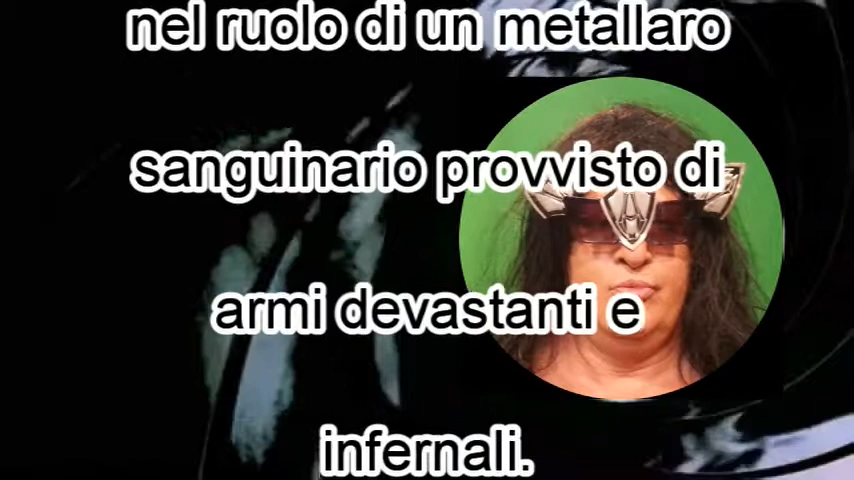 nel ruolo di un metallaro
sanguinario provvisto di
armi devastanti e
infernali.